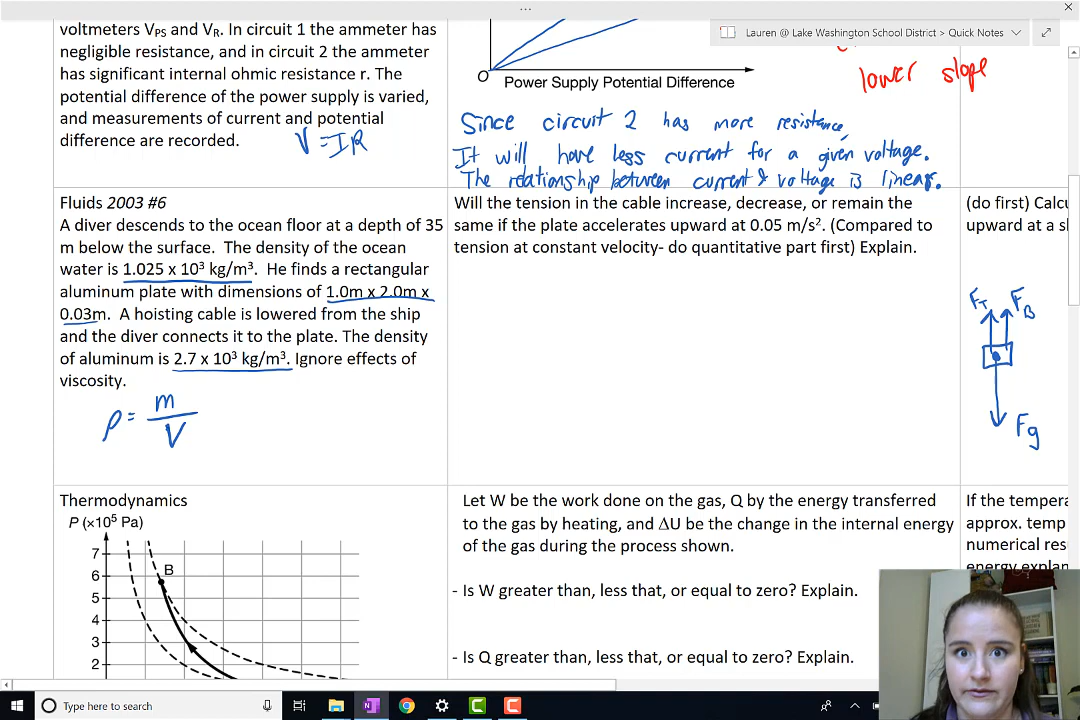 Lauren @ Lake Washington School District > Quick Notes
voltmeters VPS and VR. In circuit 1 the ammeter has
negligible resistance, and in circuit 2 the ammeter
has significant internal ohmic resistance r. The
potential difference of the power supply is varied,
and measurements of current and potential
difference are recorded.
V = IR
O
Power Supply Potential Difference
lower slope
Since circuit 2 has more resistance,
It will have less current for a given voltage.
The relationship between current & voltage is linear.
Fluids 2003 #6
A diver descends to the ocean floor at a depth of 35
m below the surface. The density of the ocean
water is 1.025 x 10³ kg/m³. He finds a rectangular
aluminum plate with dimensions of 1.0m x 2.0m x
0.03m. A hoisting cable is lowered from the ship
and the diver connects it to the plate. The density
of aluminum is 2.7 x 10³ kg/m³. Ignore effects of
viscosity.
ρ = m
V
Will the tension in the cable increase, decrease, or remain the
same if the plate accelerates upward at 0.05 m/s². (Compared to
tension at constant velocity- do quantitative part first) Explain.
(do first) Calcu
upward at a sl
FT FB
Fg
Thermodynamics
P (×10⁵ Pa)
7
6
5
4
3
2
B
Let W be the work done on the gas, Q by the energy transferred
to the gas by heating, and ΔU be the change in the internal energy
of the gas during the process shown.
- Is W greater than, less that, or equal to zero? Explain.
- Is Q greater than, less that, or equal to zero? Explain.
If the tempera
approx. temp
numerical res
energy explan
Type here to search